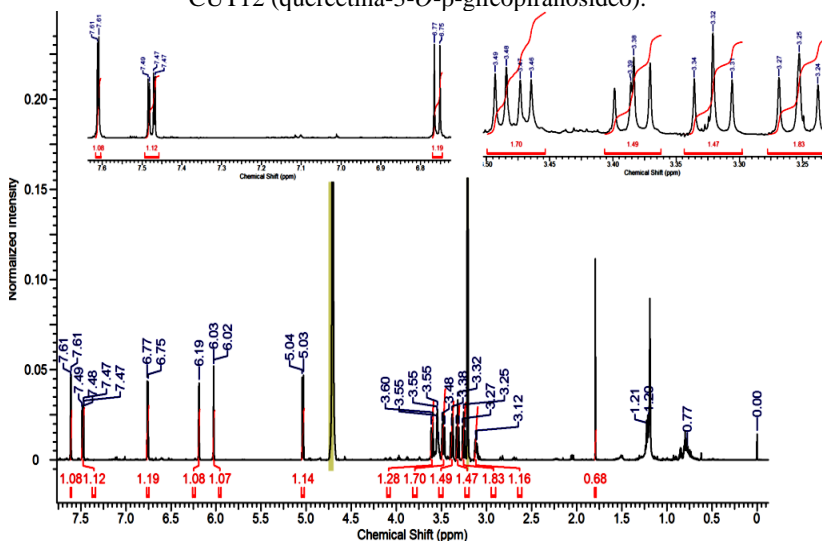 CUT12 (quercetina-3-O-β-glicopiranosídeo).
7.61 7.61 7.49 7.47 7.47 6.77 6.75
0.20
1.08 1.12 1.19
7.6 7.5 7.4 7.3 7.2 7.1 7.0 6.9 6.8
Chemical Shift (ppm)
3.49 3.48 3.47 3.46 3.39 3.38 3.34 3.32 3.31 3.27 3.25 3.24
1.70 1.49 1.47 1.83
3.50 3.45 3.40 3.35 3.30 3.25
Chemical Shift (ppm)
Normalized Intensity
0.15
0.10
0.05
0
7.61 7.61 7.49 7.48 7.47 7.47 6.77 6.75 6.19 6.03 6.02 5.04 5.03 3.60 3.55 3.55 3.55 3.48 3.38 3.32 3.27 3.25 3.12 1.21 1.20 0.77 -0.00
1.08 1.12 1.19 1.08 1.07 1.14 1.28 1.70 1.49 1.47 1.83 1.16 0.68
7.5 7.0 6.5 6.0 5.5 5.0 4.5 4.0 3.5 3.0 2.5 2.0 1.5 1.0 0.5 0
Chemical Shift (ppm)